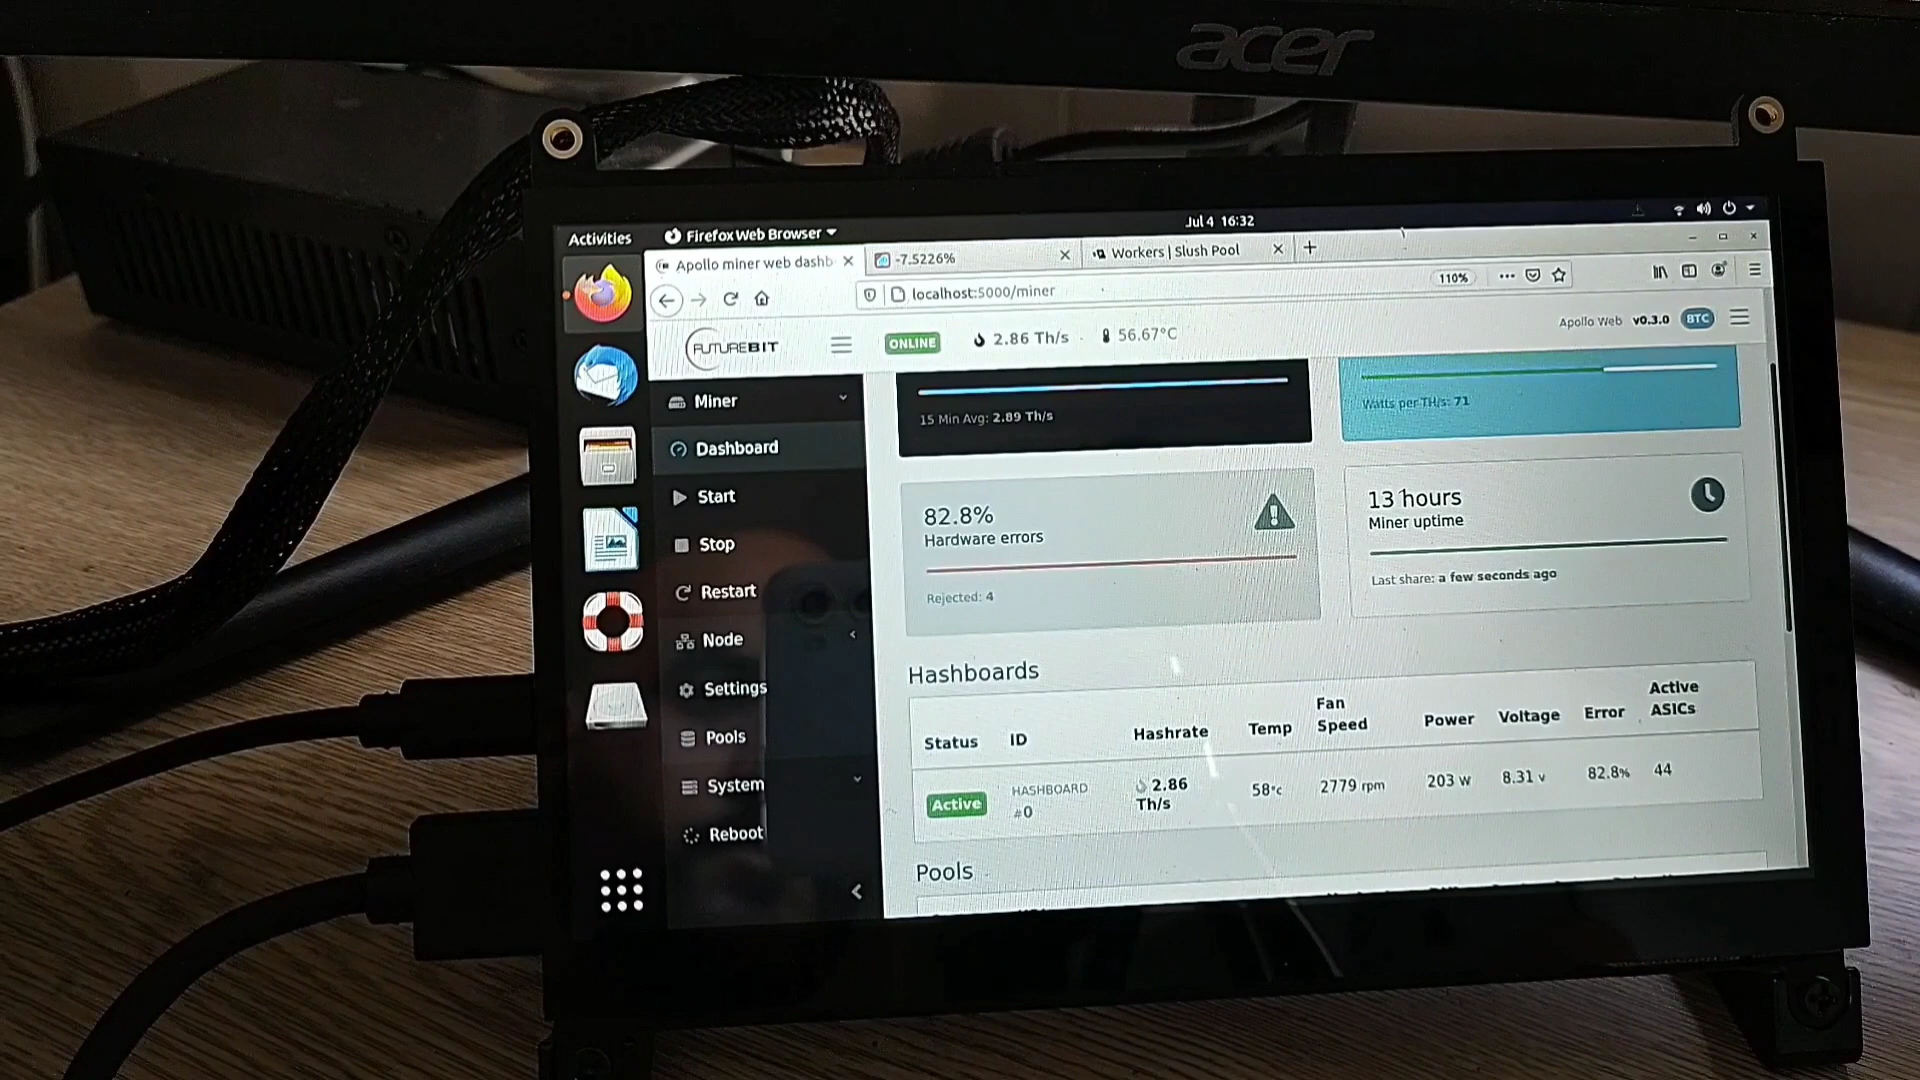 acer
Activities
Firefox Web Browser
Jul 4 16:32
Apollo miner web dashb
-7.5226%
Workers | Slush Pool
localhost:5000/miner
110%
FUTUREBIT
ONLINE
2.86 Th/s
56.67°C
Apollo Web v0.3.0 BTC
Miner
Dashboard
Start
Stop
Restart
Node
Settings
Pools
System
Reboot
15 Min Avg: 2.89 Th/s
Watts per TH/s: 71
82.8%
Hardware errors
Rejected: 4
13 hours
Miner uptime
Last share: a few seconds ago
Hashboards
Status ID Hashrate Temp Fan Speed Power Voltage Error Active ASICs
Active HASHBOARD #0 2.86 Th/s 58°c 2779 rpm 203 w 8.31 v 82.8% 44
Pools